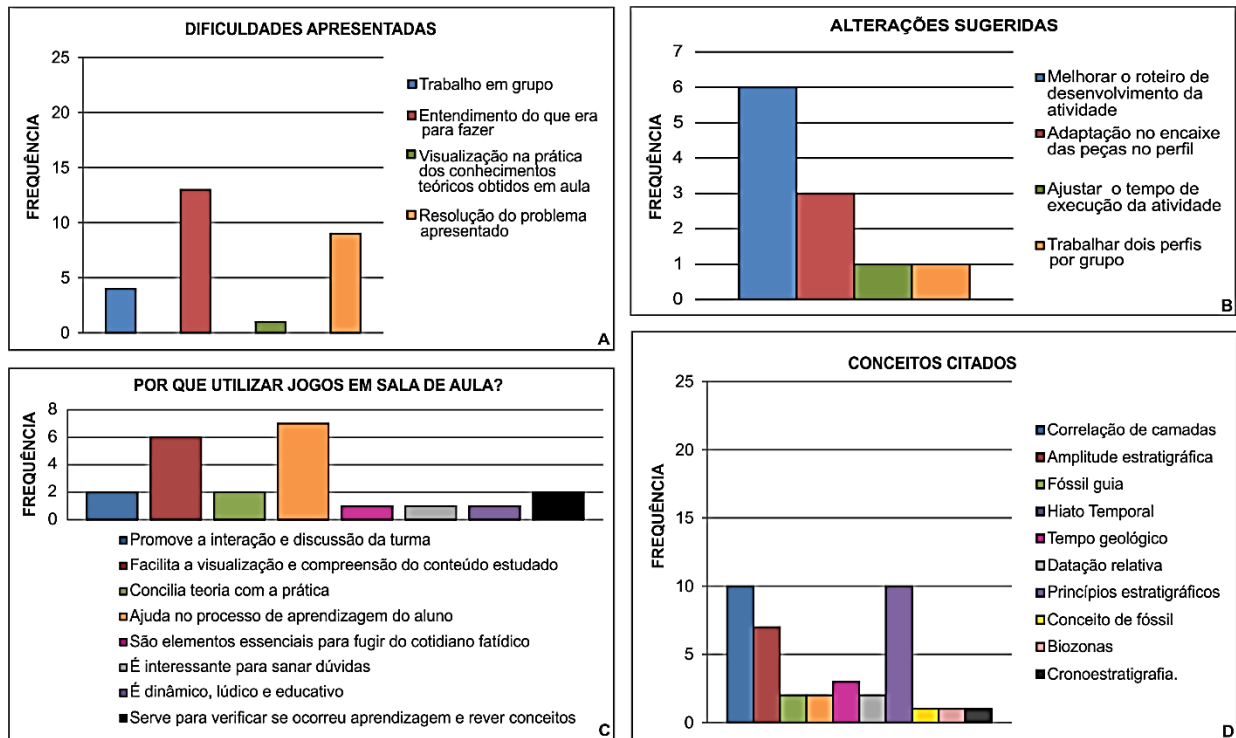 DIFICULDADES APRESENTADAS
FREQUÊNCIA
25
20
15
10
5
0
Trabalho em grupo
Entendimento do que era
para fazer
Visualização na prática
dos conhecimentos
teóricos obtidos em aula
Resolução do problema
apresentado
A
ALTERAÇÕES SUGERIDAS
FREQUÊNCIA
7
6
5
4
3
2
1
0
Melhorar o roteiro de
desenvolvimento da
atividade
Adaptação no encaixe
das peças no perfil
Ajustar o tempo de
execução da atividade
Trabalhar dois perfis
por grupo
B
POR QUE UTILIZAR JOGOS EM SALA DE AULA?
FREQUÊNCIA
8
6
4
2
0
Promove a interação e discussão da turma
Facilita a visualização e compreensão do conteúdo estudado
Concilia teoria com a prática
Ajuda no processo de aprendizagem do aluno
São elementos essenciais para fugir do cotidiano fatídico
É interessante para sanar dúvidas
É dinâmico, lúdico e educativo
Serve para verificar se ocorreu aprendizagem e rever conceitos
C
CONCEITOS CITADOS
FREQUÊNCIA
25
20
15
10
5
0
Correlação de camadas
Amplitude estratigráfica
Fóssil guia
Hiato Temporal
Tempo geológico
Datação relativa
Princípios estratigráficos
Conceito de fóssil
Biozonas
Cronoestratigrafia.
D